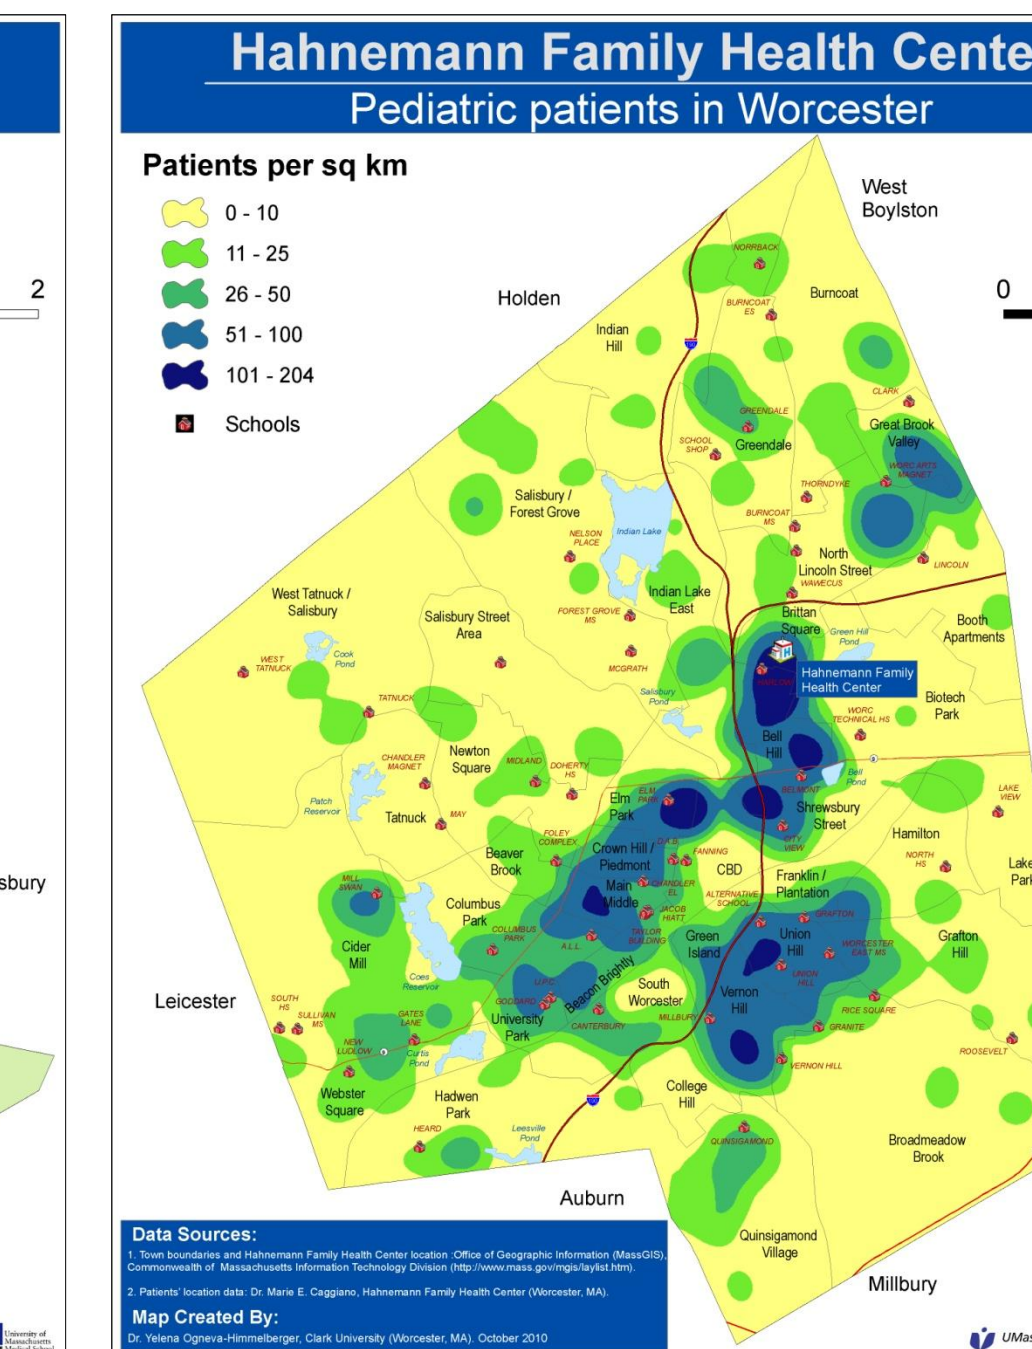 2
sbury
University of
Massachusetts
Medical School
Hahnemann Family Health Cente
Pediatric patients in Worcester
Patients per sq km
0 - 10
11 - 25
26 - 50
51 - 100
101 - 204
Schools
West
Boylston
0
Holden
NORRBACK
Burncoat
BURNCOAT
ES
Indian
Hill
CLARK
GREENDALE
Greendale
SCHOOL
SHOP
Great Brook
Valley
WORC ARTS
MAGNET
THORNDYKE
BURNCOAT
MS
Salisbury /
Forest Grove
Indian Lake
NELSON
PLACE
North
Lincoln Street
LINCOLN
WAWECUS
West Tatnuck /
Salisbury
Salisbury Street
Area
FOREST GROVE
MS
Indian Lake
East
Brittan
Square
Booth
Apartments
Green Hill
Pond
Cook
Pond
WEST
TATNUCK
MCGRATH
HARLOW
Hahnemann Family
Health Center
TATNUCK
Salisbury
Pond
Biotech
Park
WORC
TECHNICAL HS
Bell
Hill
Newton
Square
CHANDLER
MAGNET
MIDLAND
DOHERTY
HS
9
Bell
Pond
BELMONT
Patch
Reservoir
Tatnuck
MAY
ELM
PARK
Elm
Park
Shrewsbury
Street
LAKE
VIEW
FOLEY
COMPLEX
Beaver
Brook
Crown Hill /
Piedmont
D.A.B.
FANNING
CITY
VIEW
Hamilton
NORTH
HS
Lake
Park
CBD
MILL
SWAN
Main
Middle
CHANDLER
EL
Franklin /
Plantation
ALTERNATIVE
SCHOOL
Columbus
Park
COLUMBUS
PARK
JACOB
HIATT
TAYLOR
BUILDING
A.L.L.
GRAFTON
Green
Island
Union
Hill
WORCESTER
EAST MS
Grafton
Hill
Cider
Mill
UNION
HILL
Coes
Reservoir
U.P.C.
GODDARD
Beacon Brightly
South
Worcester
Vernon
Hill
Leicester
SOUTH
HS
SULLIVAN
MS
GATES
LANE
University
Park
CANTERBURY
MILLBURY
RICE SQUARE
GRANITE
NEW
LUDLOW
9
Curtis
Pond
VERNON HILL
ROOSEVELT
Webster
Square
Hadwen
Park
College
Hill
HEARD
Leesville
Pond
QUINSIGAMOND
Broadmeadow
Brook
Auburn
Quinsigamond
Village
Millbury
Data Sources:
1. Town boundaries and Hahnemann Family Health Center location :Office of Geographic Information (MassGIS),
Commonwealth of Massachusetts Information Technology Division (http://www.mass.gov/mgis/laylist.htm).
2. Patients' location data: Dr. Marie E. Caggiano, Hahnemann Family Health Center (Worcester, MA).
Map Created By:
Dr. Yelena Ogneva-Himmelberger, Clark University (Worcester, MA). October 2010
UMas